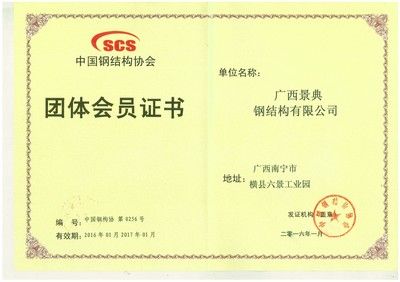 SCS
中国钢结构协会
团体会员证书
编 号: 中国钢构协 第0256号
有效期: 2016年01月2017年01月
单位名称:
广西景典
钢结构有限公司
地址:
广西南宁市
横县六景工业园
发证机构 盖章
二零一六年一月